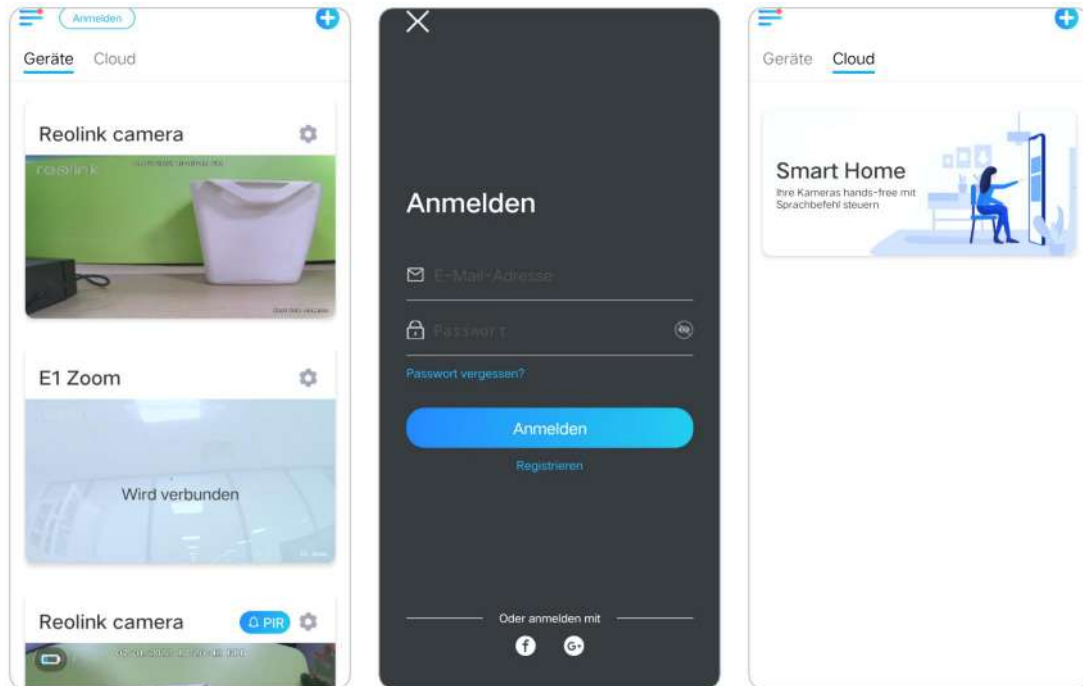 Anmelden
Geräte Cloud
Reolink camera
reolink
E1 Zoom
Wird verbunden
Reolink camera
PIR
Anmelden
E-Mail-Adresse
Passwort
Passwort vergessen?
Anmelden
Registrieren
Oder anmelden mit
f
G+
Geräte Cloud
Smart Home
Ihre Kameras hands-free mit
Sprachbefehl steuern